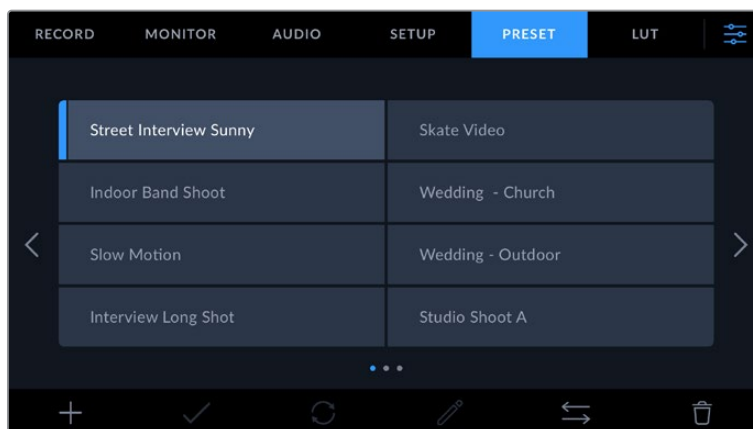 RECORD MONITOR AUDIO SETUP PRESET LUT
Street Interview Sunny Skate Video
Indoor Band Shoot Wedding - Church
Slow Motion Wedding - Outdoor
Interview Long Shot Studio Shoot A